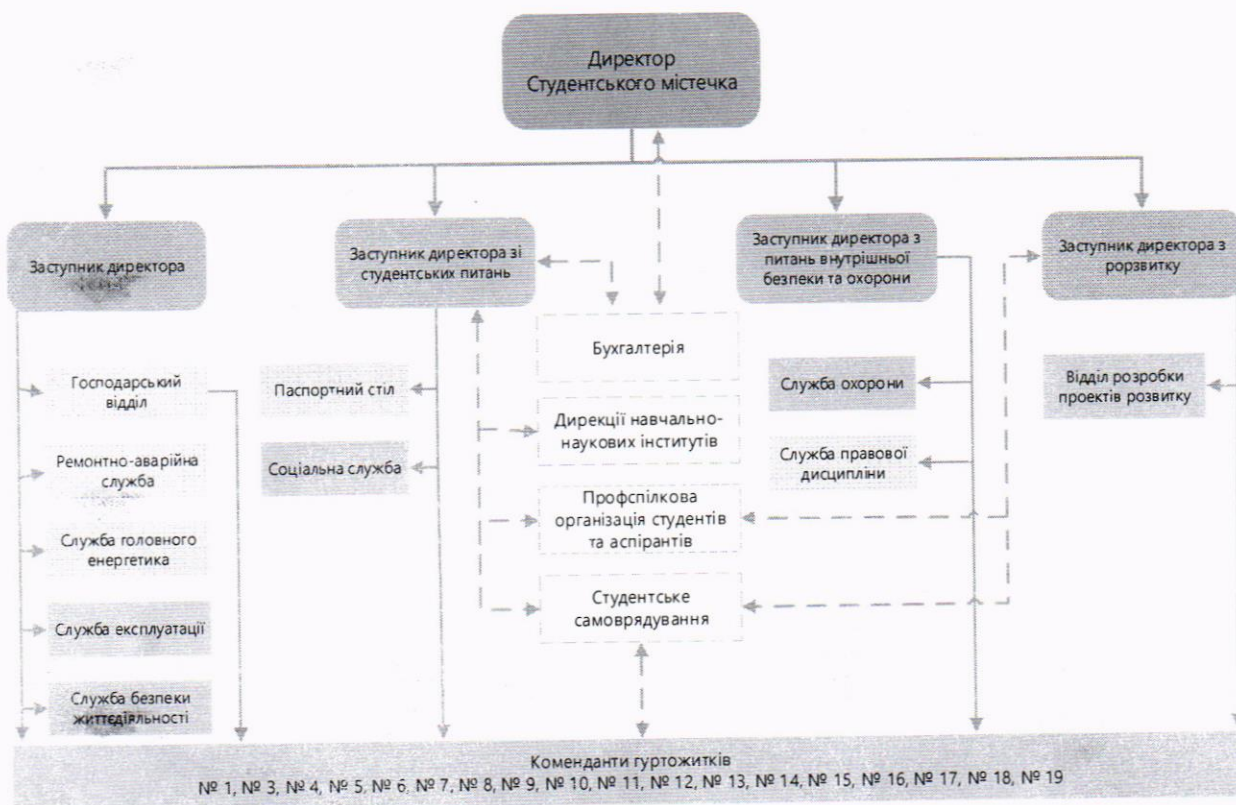 Директор
Студентського містечка
Заступник директора
Заступник директора зі
студентських питань
Заступник директора з
питань внутрішньої
безпеки та охорони
Заступник директора з
рорзвитку
Бухгалтерія
Господарський
відділ
Паспортний стіл
Служба охорони
Відділ розробки
проектів розвитку
Дирекції навчально-
наукових інститутів
Ремонтно-аварійна
служба
Соціальна служба
Служба правової
дисципліни
Профспілкова
організація студентів
та аспірантів
Служба головного
енергетика
Студентське
самоврядування
Служба експлуатації
Служба безпеки
життєдіяльності
Коменданти гуртожитків
№ 1, № 3, № 4, № 5, № 6, № 7, № 8, № 9, № 10, № 11, № 12, № 13, № 14, № 15, № 16, № 17, № 18, № 19